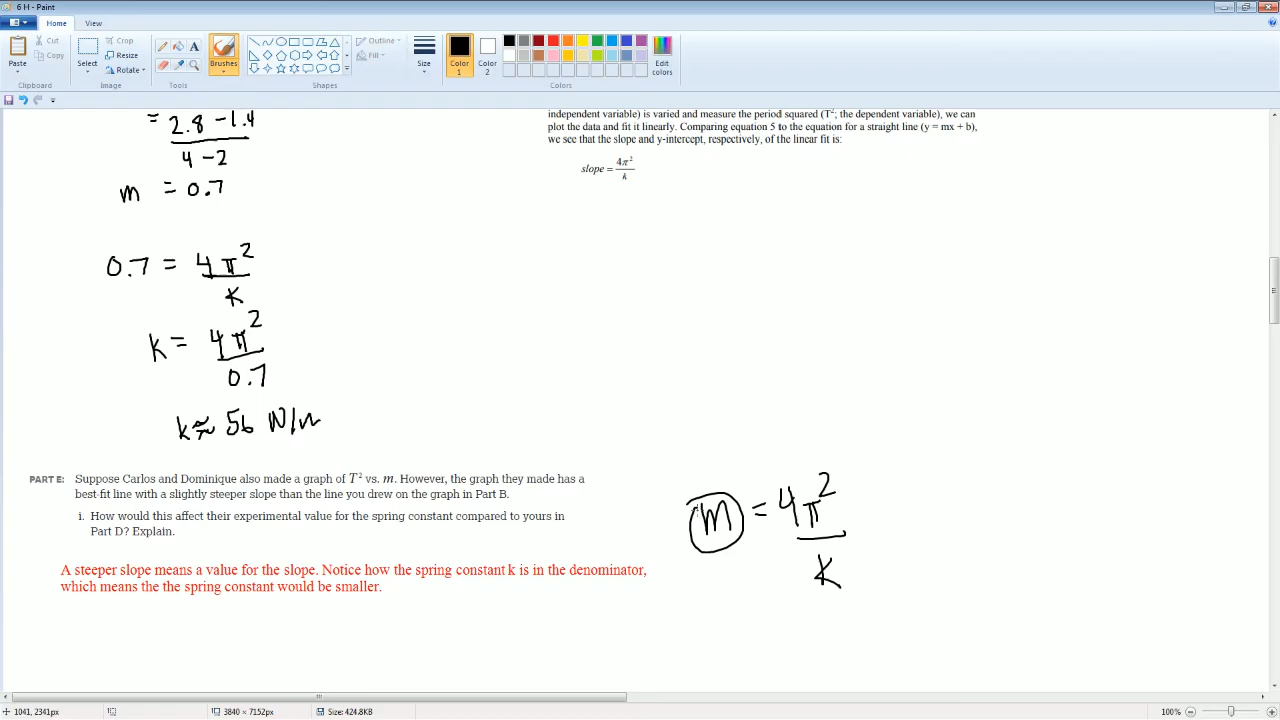 6 H - Paint
Home
View
Paste
Cut
Copy
Clipboard
Select
Crop
Resize
Rotate
Image
A
Tools
Brushes
Outline
Fill
Shapes
Size
Color
1
Color
2
Edit
colors
Colors
= 2.8 - 1.4
4 - 2
m = 0.7
0.7 = 4π²
k
k = 4π²
0.7
k ≈ 56 N/m
independent variable) is varied and measure the period squared (T²; the dependent variable), we can
plot the data and fit it linearly. Comparing equation 5 to the equation for a straight line (y = mx + b),
we see that the slope and y-intercept, respectively, of the linear fit is:
slope = 4π²
k
PART E: Suppose Carlos and Dominique also made a graph of T² vs. m. However, the graph they made has a
best-fit line with a slightly steeper slope than the line you drew on the graph in Part B.
i. How would this affect their experimental value for the spring constant compared to yours in
Part D? Explain.
A steeper slope means a value for the slope. Notice how the spring constant k is in the denominator,
which means the the spring constant would be smaller.
m = 4π²
k
1041, 2341px
3840 × 7152px
Size: 424.8KB
100%